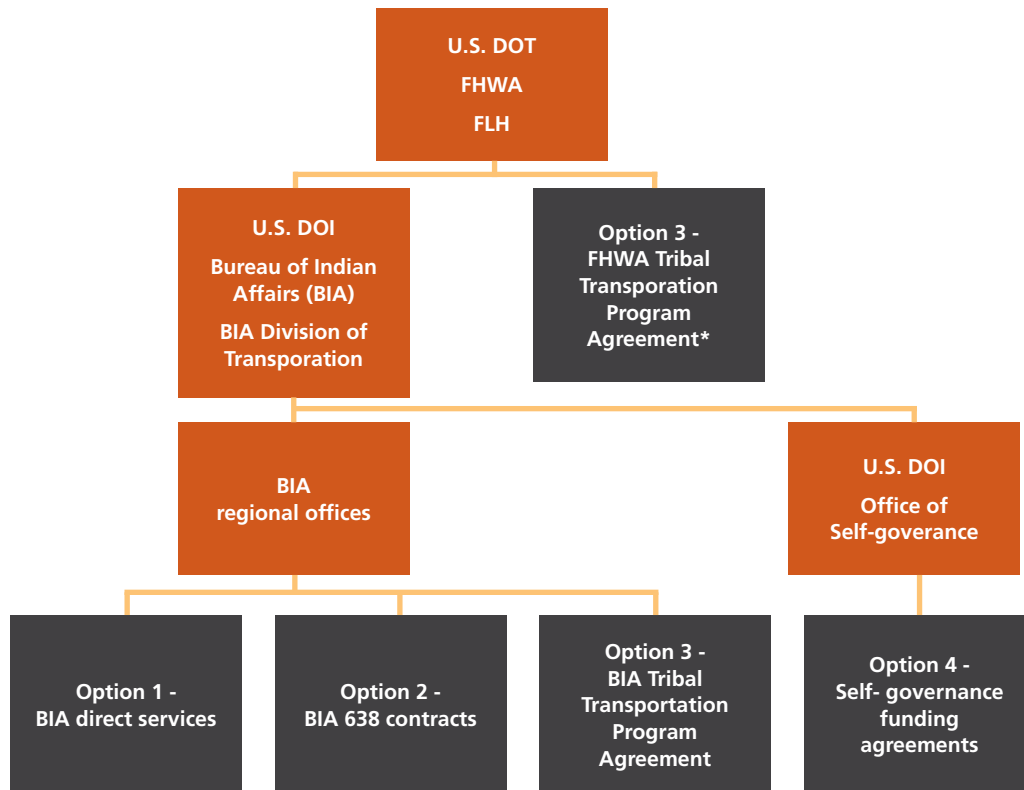 U.S. DOT
FHWA
FLH
U.S. DOI
Bureau of Indian
Affairs (BIA)
BIA Division of
Transporation
Option 3 -
FHWA Tribal
Transporation
Program
Agreement*
BIA
regional offices
U.S. DOI
Office of
Self-goverance
Option 1 -
BIA direct services
Option 2 -
BIA 638 contracts
Option 3 -
BIA Tribal
Transportation
Program
Agreement
Option 4 -
Self- governance
funding
agreements